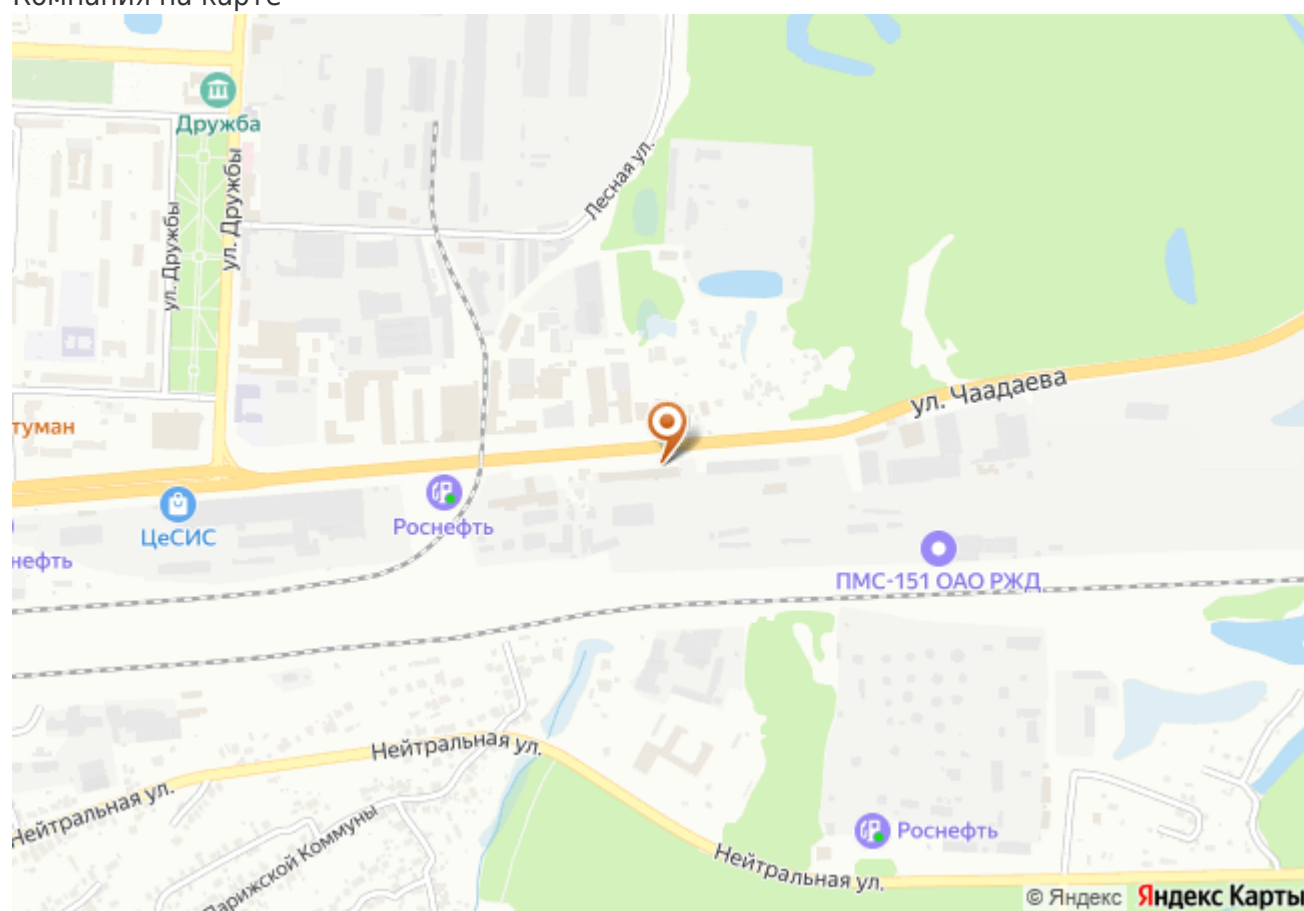 Компания на карте
Дружба
ул. Дружбы
ул. Дружбы
Лесная ул.
ул. Чаадаева
туман
ЦеСИС
Роснефть
нефть
ПМС-151 ОАО РЖД
Нейтральная ул.
Нейтральная ул.
Парижской Коммуны
Роснефть
Нейтральная ул.
© Яндекс Яндекс Карты